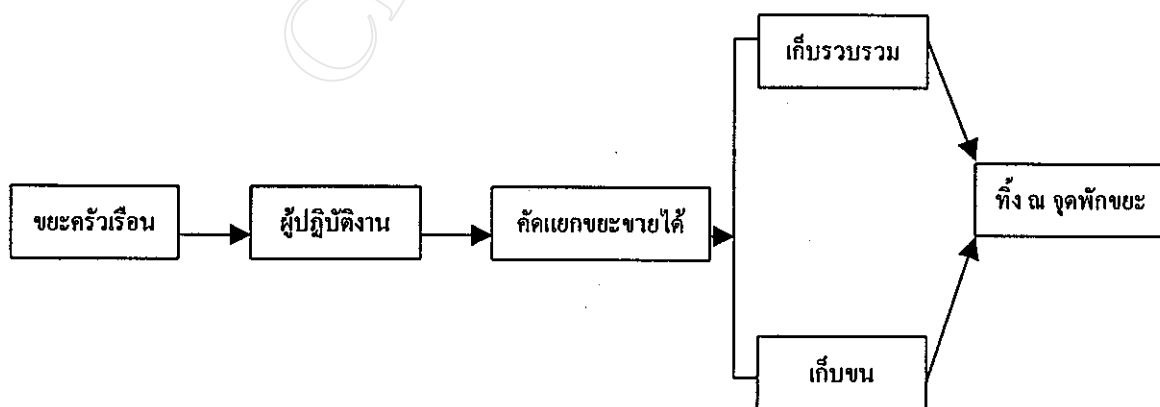 เก็บรวบรวม
ขยะครัวเรือน
ผู้ปฏิบัติงาน
คัดแยกขยะขายได้
ทิ้ง ณ จุดพักขยะ
เก็บขน